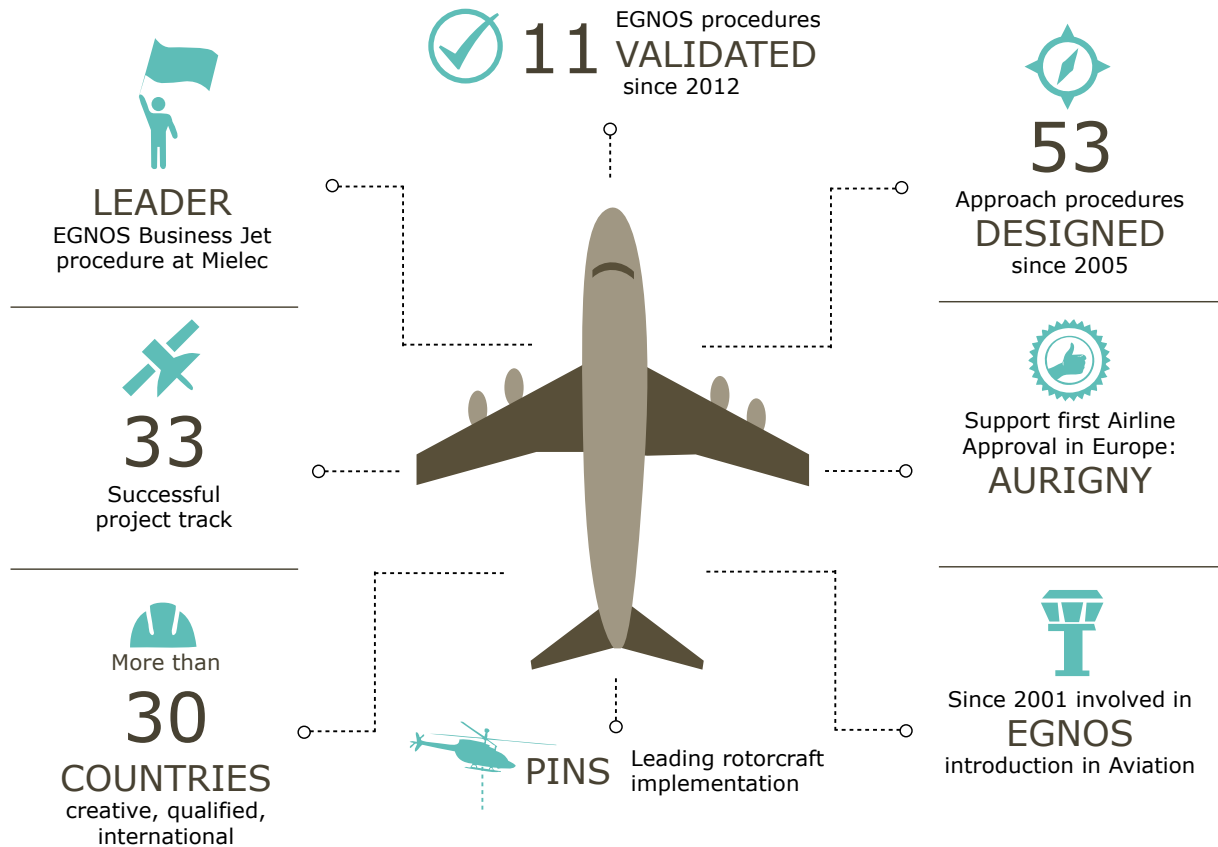 11
EGNOS procedures
VALIDATED
since 2012
LEADER
EGNOS Business Jet
procedure at Mielec
53
Approach procedures
DESIGNED
since 2005
33
Successful
project track
Support first Airline
Approval in Europe:
AURIGNY
More than
30
COUNTRIES
creative, qualified,
international
PINS
Leading rotorcraft
implementation
Since 2001 involved in
EGNOS
introduction in Aviation